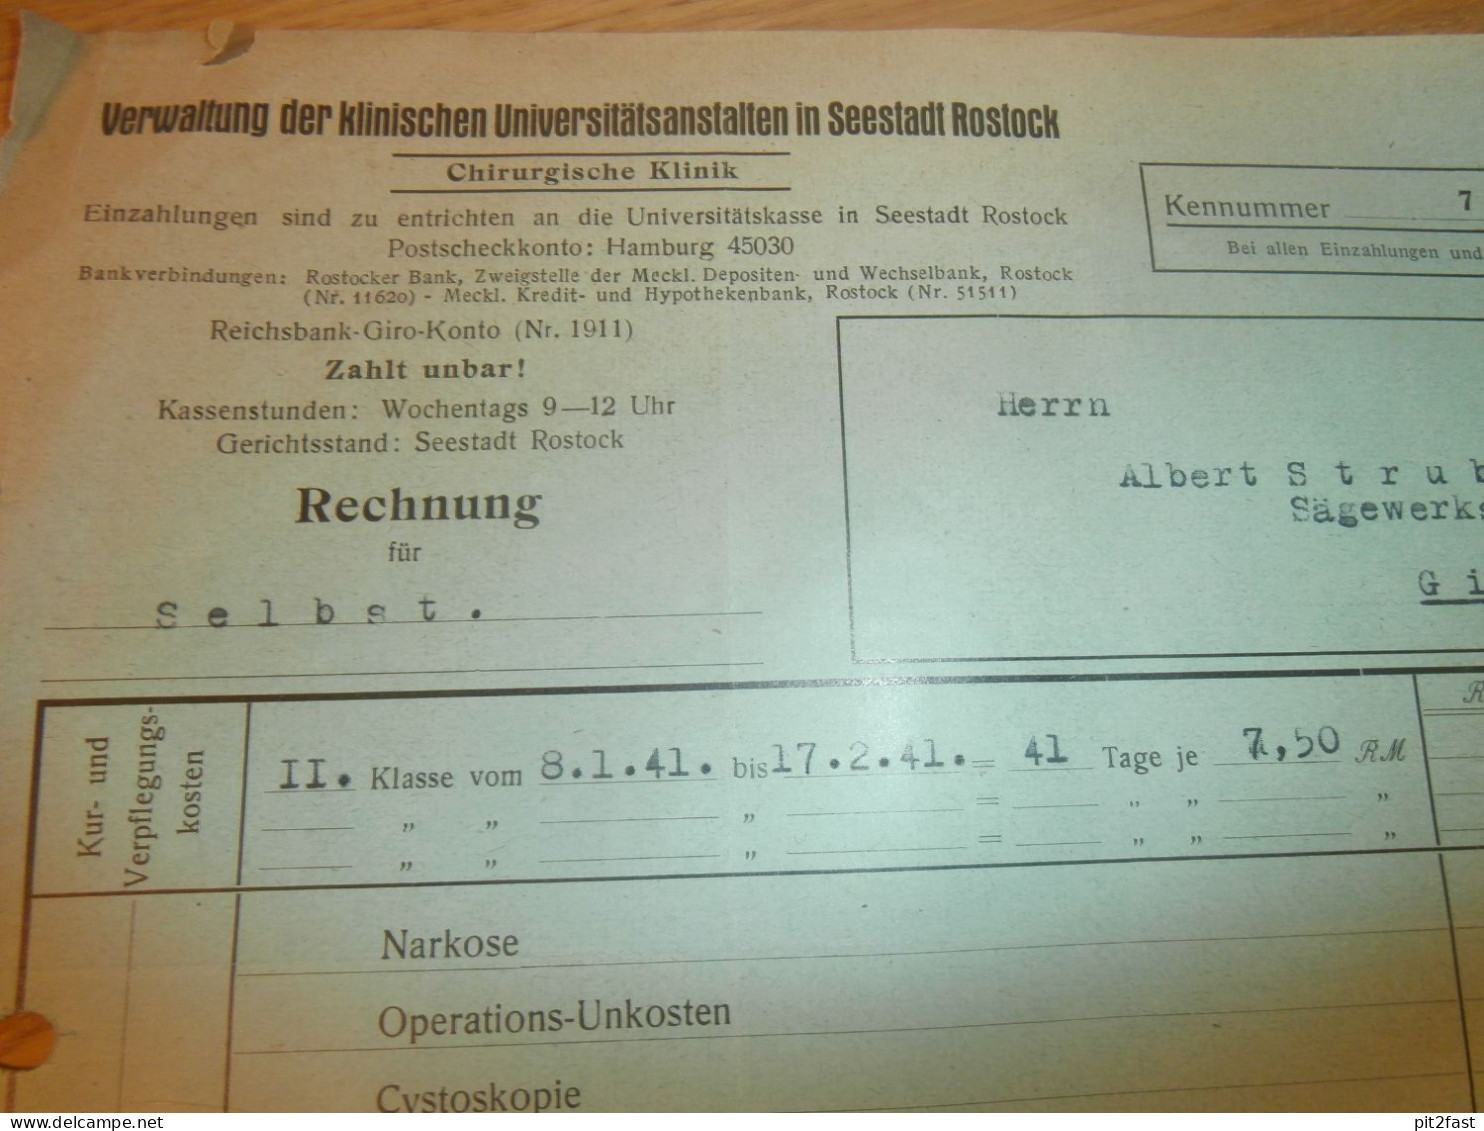 Verwaltung der klinischen Universitätsanstalten in Seestadt Rostock
Chirurgische Klinik
Einzahlungen sind zu entrichten an die Universitätskasse in Seestadt Rostock
Postscheckkonto: Hamburg 45030
Bankverbindungen: Rostocker Bank, Zweigstelle der Meckl. Depositen- und Wechselbank, Rostock
(Nr. 11620) - Meckl. Kredit- und Hypothekenbank, Rostock (Nr. 51511)
Reichsbank-Giro-Konto (Nr. 1911)
Zahlt unbar!
Kassenstunden: Wochentags 9—12 Uhr
Gerichtsstand: Seestadt Rostock
Rechnung
für
Selbst.
Kennummer 7
Bei allen Einzahlungen und
Herrn
Albert Strub
Sägewerks
Gi
Kur- und
Verpflegungs-
kosten
II. Klasse vom 8.1.41. bis 17.2.41. = 41 Tage je 7,50 RM
„ „ „ = „ „ „
„ „ „ = „ „ „
R
Narkose
Operations-Unkosten
Cystoskopie
www.delcampe.net
pit2fast